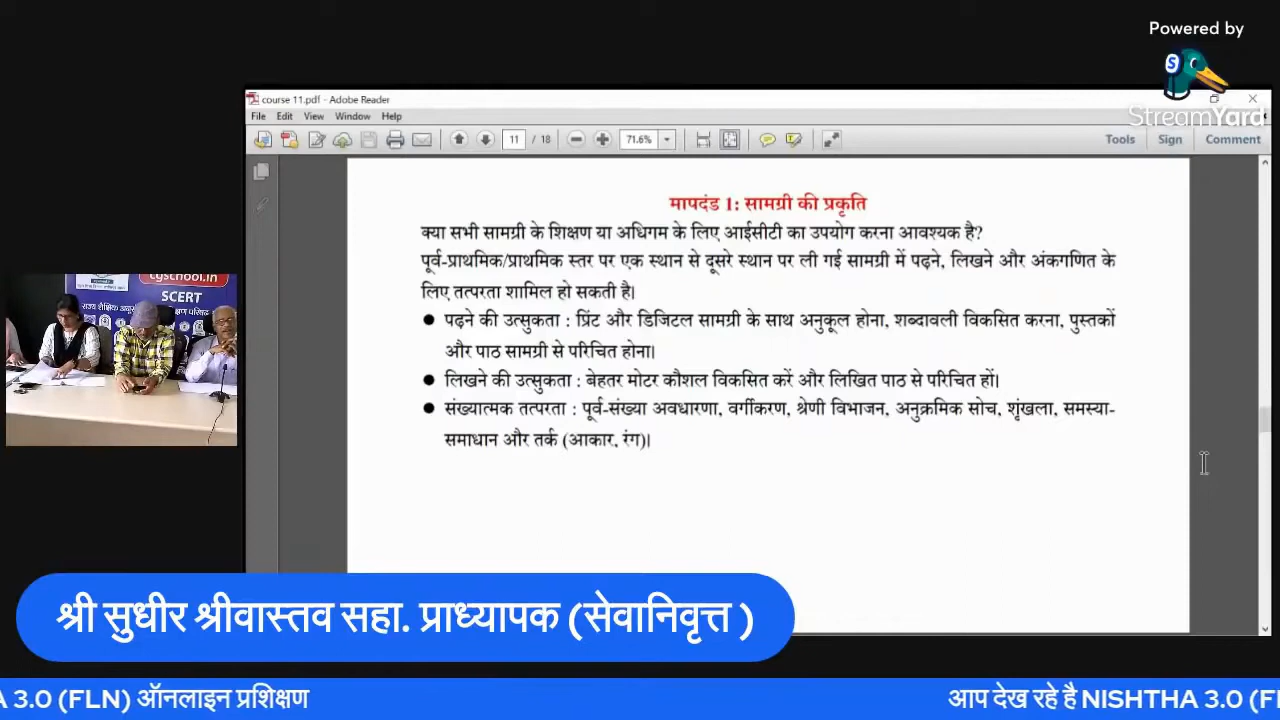 Powered by
StreamYard
course 11.pdf - Adobe Reader
File Edit View Window Help
11 / 18 71.6% Tools Sign Comment
मापदंड 1: सामग्री की प्रकृति
क्या सभी सामग्री के शिक्षण या अधिगम के लिए आईसीटी का उपयोग करना आवश्यक है?
पूर्व-प्राथमिक/प्राथमिक स्तर पर एक स्थान से दूसरे स्थान पर ली गई सामग्री में पढ़ने, लिखने और अंकगणित के
लिए तत्परता शामिल हो सकती है।
● पढ़ने की उत्सुकता : प्रिंट और डिजिटल सामग्री के साथ अनुकूल होना, शब्दावली विकसित करना, पुस्तकों
और पाठ सामग्री से परिचित होना।
● लिखने की उत्सुकता : बेहतर मोटर कौशल विकसित करें और लिखित पाठ से परिचित हों।
● संख्यात्मक तत्परता : पूर्व-संख्या अवधारणा, वर्गीकरण, श्रेणी विभाजन, अनुक्रमिक सोच, शृंखला, समस्या-
समाधान और तर्क (आकार, रंग)।
cgschool.in
SCERT
राज्य शैक्षिक
परिषद
श्री सुधीर श्रीवास्तव सहा. प्राध्यापक (सेवानिवृत्त )
A 3.0 (FLN) ऑनलाइन प्रशिक्षण आप देख रहे है NISHTHA 3.0 (F